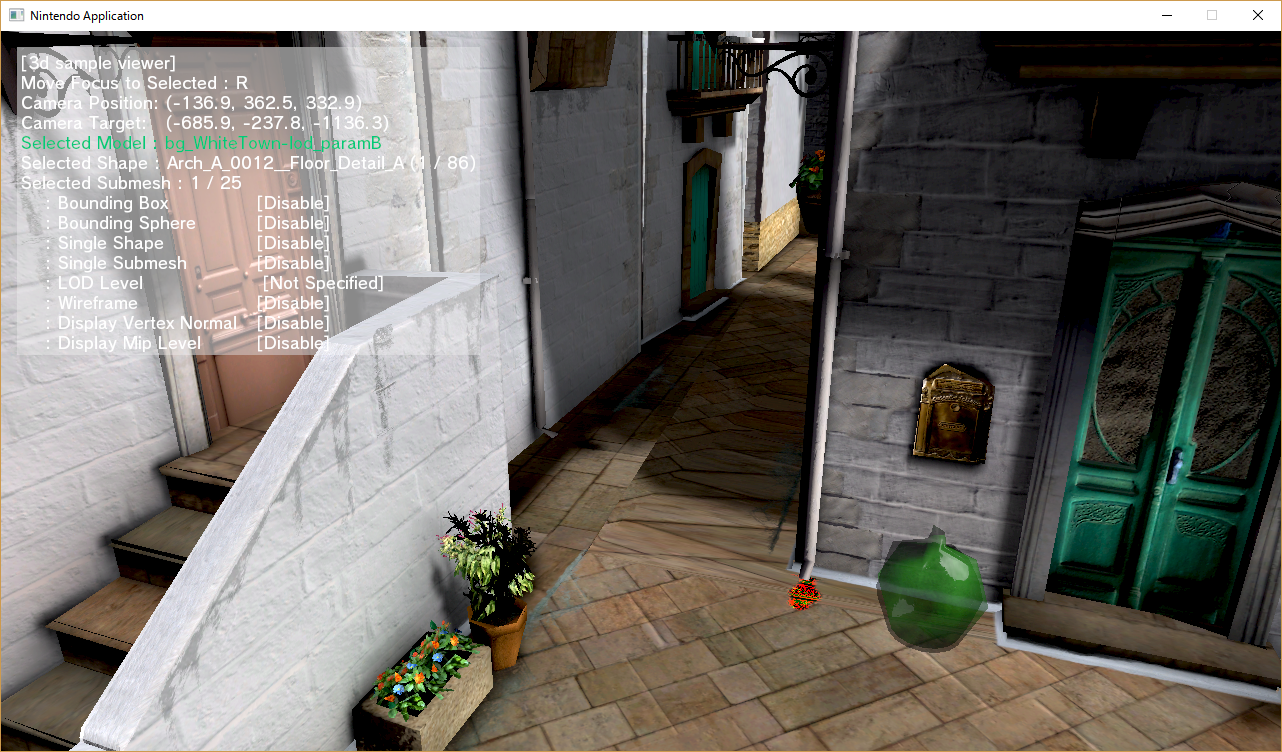 Nintendo Application
[3d sample viewer]
Move Focus to Selected : R
Camera Position: (-136.9, 362.5, 332.9)
Camera Target: (-685.9, -237.8, -1136.3)
Selected Model : bg_WhiteTown-lod_paramB
Selected Shape : Arch_A_0012__Floor_Detail_A (1 / 86)
Selected Submesh : 1 / 25
: Bounding Box [Disable]
: Bounding Sphere [Disable]
: Single Shape [Disable]
: Single Submesh [Disable]
: LOD Level [Not Specified]
: Wireframe [Disable]
: Display Vertex Normal [Disable]
: Display Mip Level [Disable]